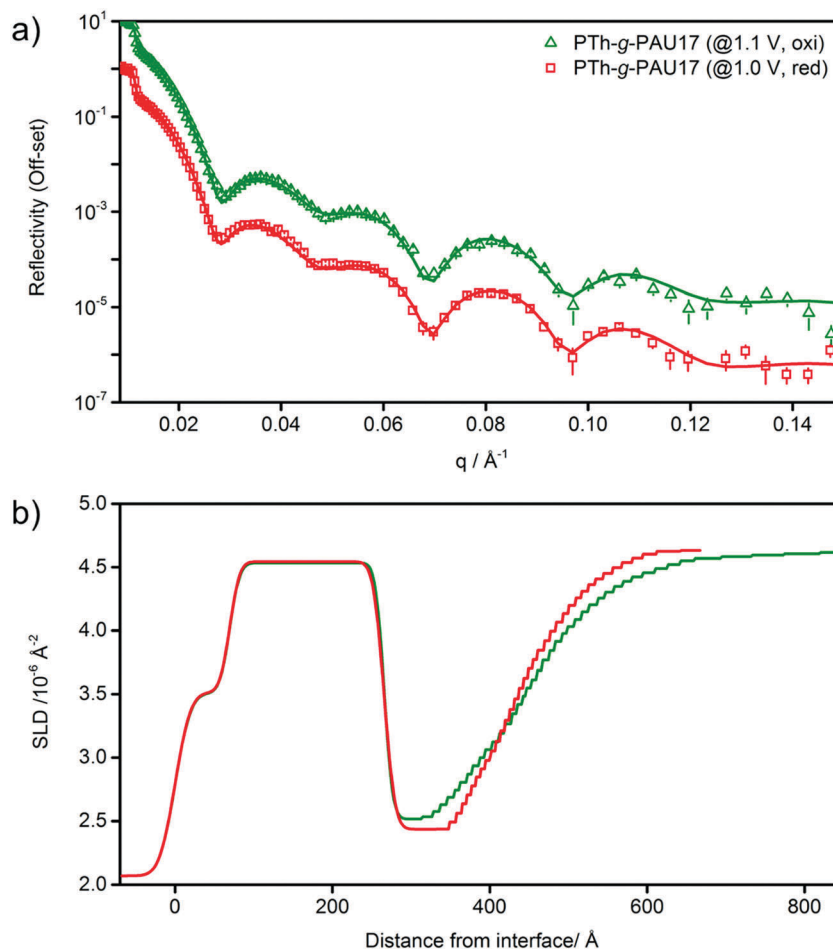 a)
PTh-g-PAU17 (@1.1 V, oxi)
PTh-g-PAU17 (@1.0 V, red)
Reflectivity (Off-set)
10¹
10⁻¹
10⁻³
10⁻⁵
10⁻⁷
0.02 0.04 0.06 0.08 0.10 0.12 0.14
q / Å⁻¹
b)
SLD /10⁻⁶ Å⁻²
5.0
4.5
4.0
3.5
3.0
2.5
2.0
0 200 400 600 800
Distance from interface/ Å